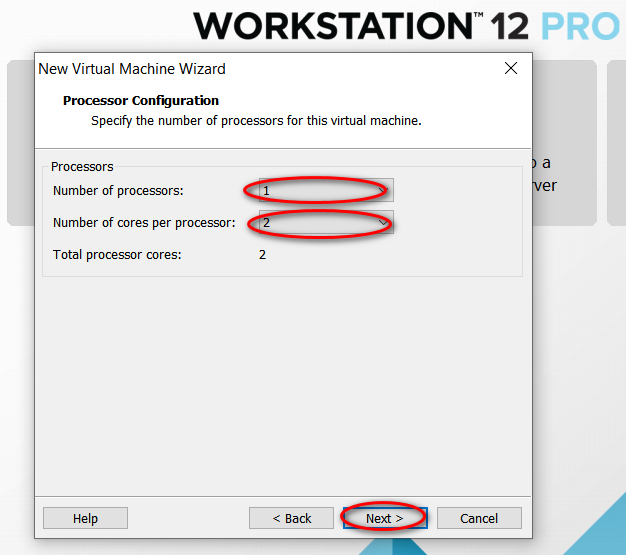 WORKSTATION™ 12 PRO
New Virtual Machine Wizard
Processor Configuration
Specify the number of processors for this virtual machine.
Processors
Number of processors: 1
Number of cores per processor: 2
Total processor cores: 2
a
Help < Back Next > Cancel